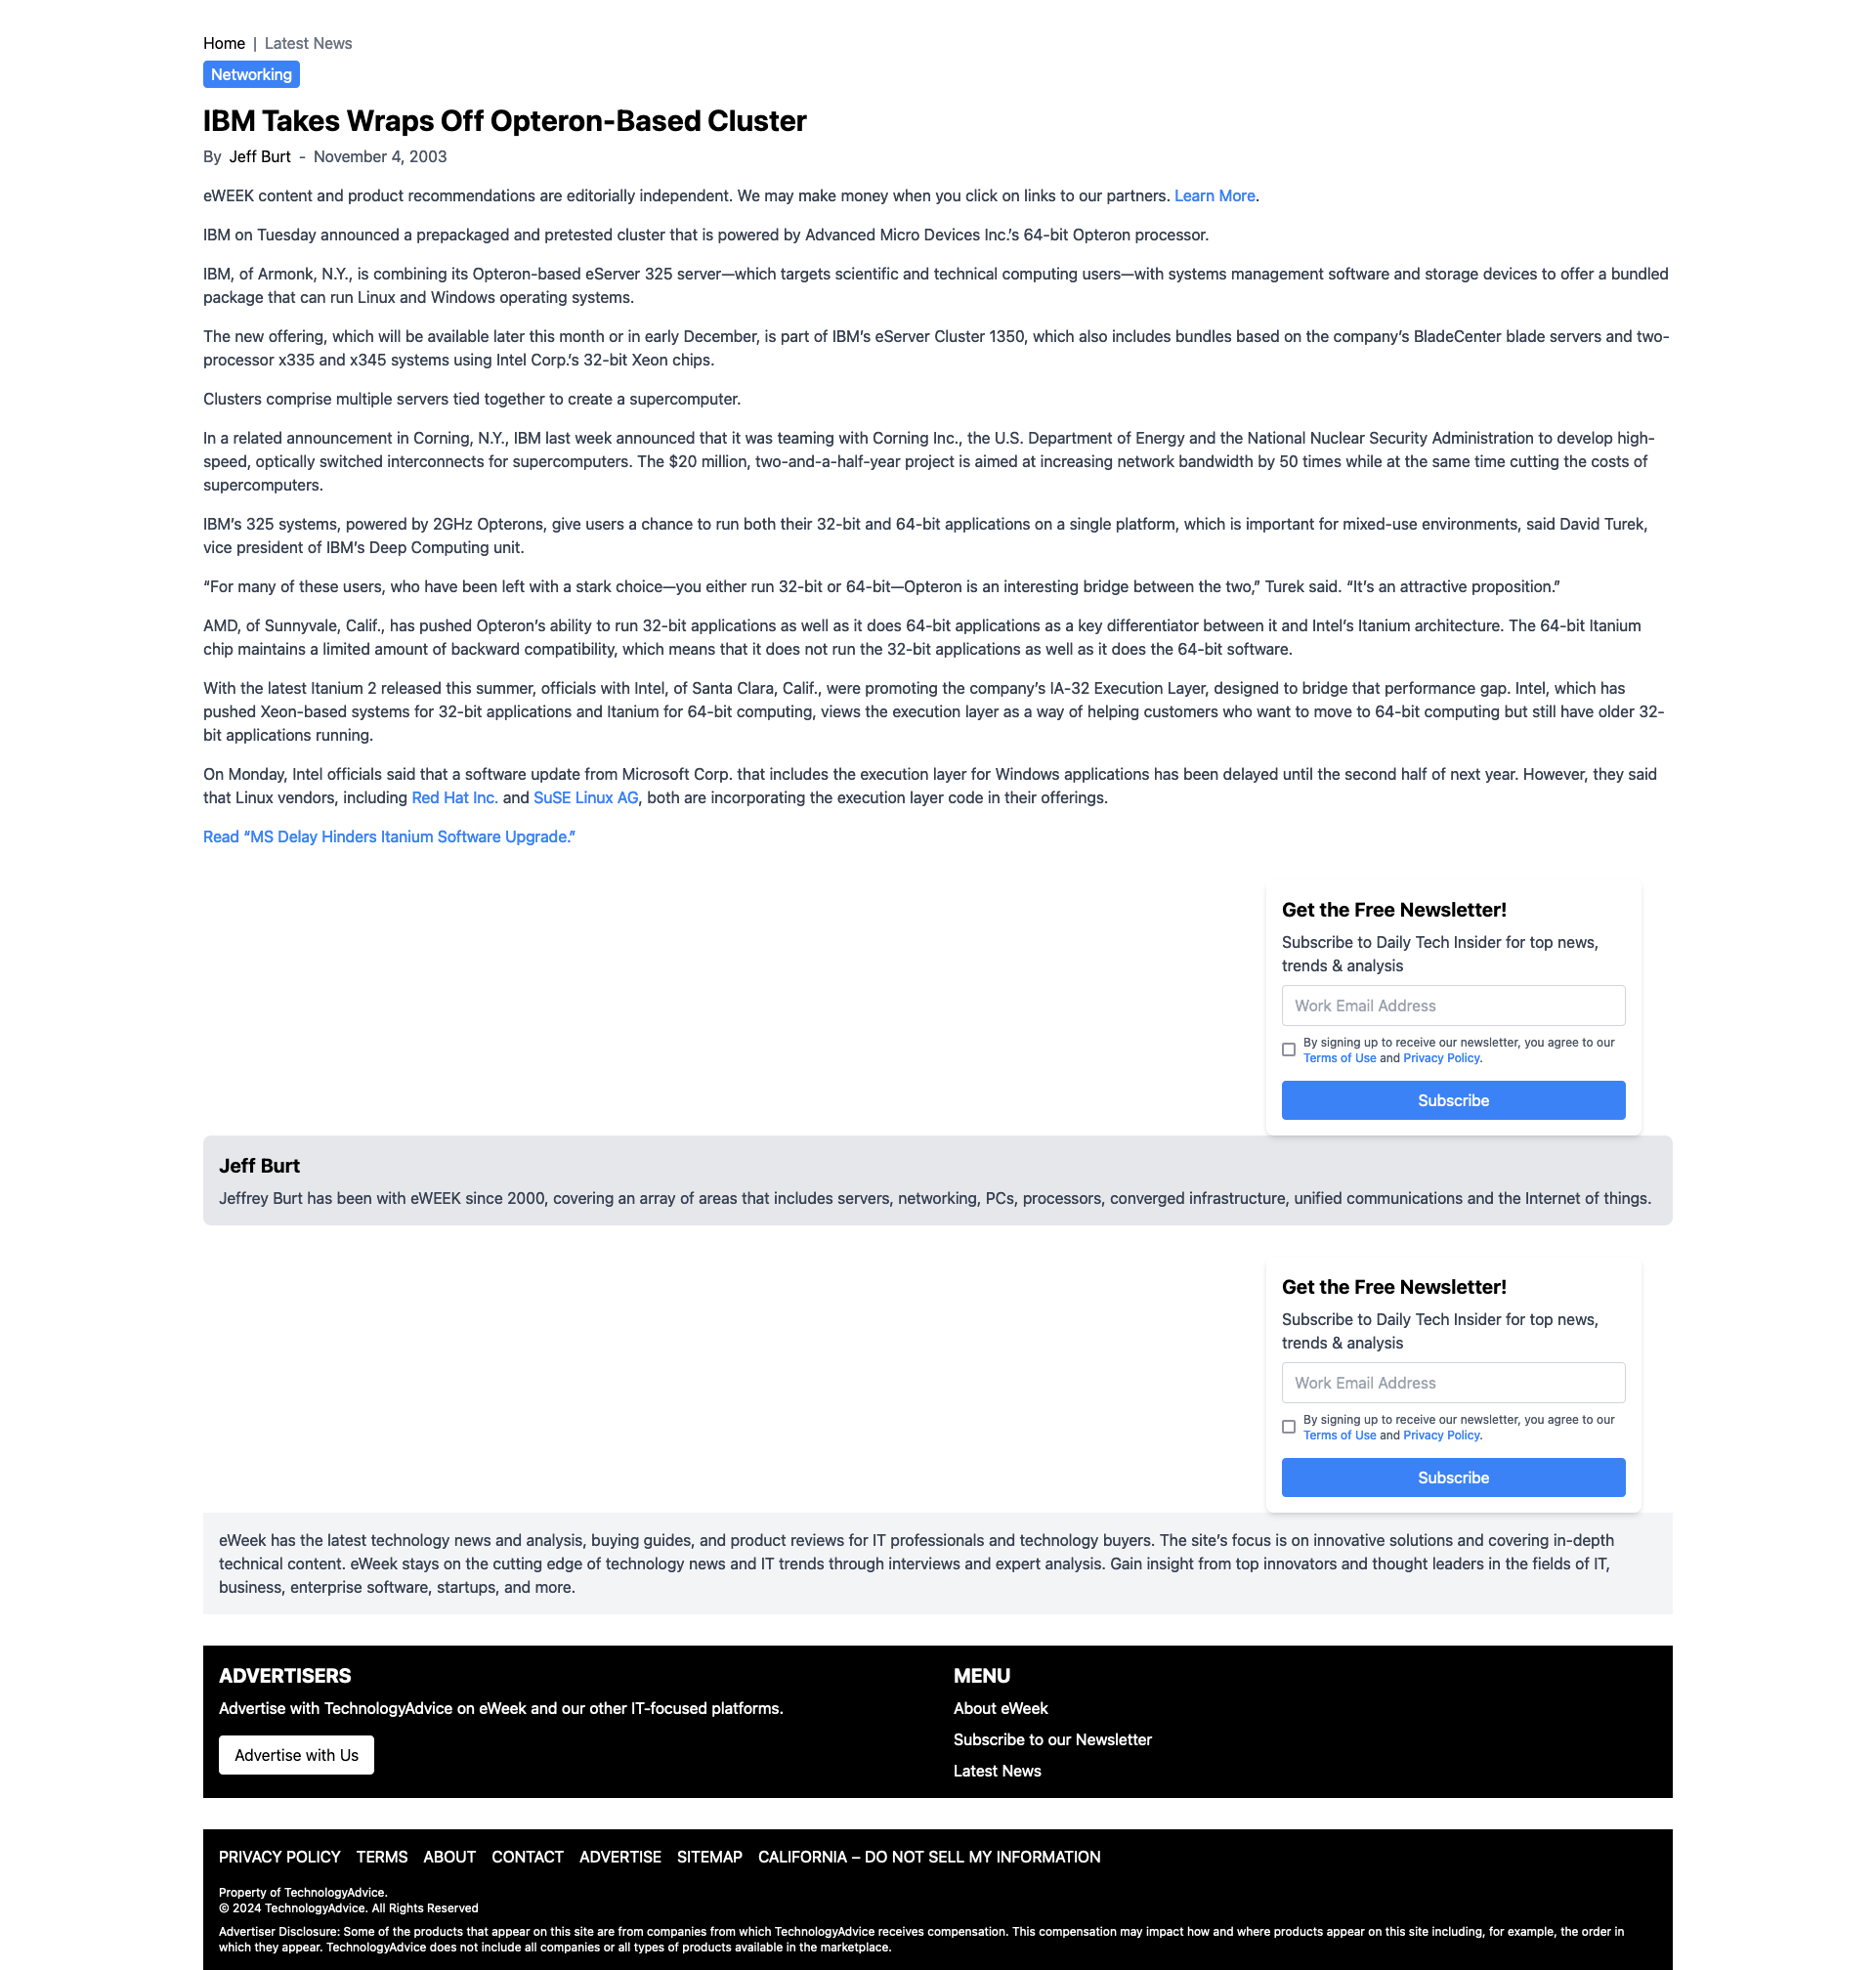 Home | Latest News
Networking
IBM Takes Wraps Off Opteron-Based Cluster
By Jeff Burt - November 4, 2003
eWEEK content and product recommendations are editorially independent. We may make money when you click on links to our partners. Learn More.
IBM on Tuesday announced a prepackaged and pretested cluster that is powered by Advanced Micro Devices Inc.’s 64-bit Opteron processor.
IBM, of Armonk, N.Y., is combining its Opteron-based eServer 325 server—which targets scientific and technical computing users—with systems management software and storage devices to offer a bundled
package that can run Linux and Windows operating systems.
The new offering, which will be available later this month or in early December, is part of IBM’s eServer Cluster 1350, which also includes bundles based on the company’s BladeCenter blade servers and two-
processor x335 and x345 systems using Intel Corp.’s 32-bit Xeon chips.
Clusters comprise multiple servers tied together to create a supercomputer.
In a related announcement in Corning, N.Y., IBM last week announced that it was teaming with Corning Inc., the U.S. Department of Energy and the National Nuclear Security Administration to develop high-
speed, optically switched interconnects for supercomputers. The $20 million, two-and-a-half-year project is aimed at increasing network bandwidth by 50 times while at the same time cutting the costs of
supercomputers.
IBM’s 325 systems, powered by 2GHz Opterons, give users a chance to run both their 32-bit and 64-bit applications on a single platform, which is important for mixed-use environments, said David Turek,
vice president of IBM’s Deep Computing unit.
“For many of these users, who have been left with a stark choice—you either run 32-bit or 64-bit—Opteron is an interesting bridge between the two,” Turek said. “It’s an attractive proposition.”
AMD, of Sunnyvale, Calif., has pushed Opteron’s ability to run 32-bit applications as well as it does 64-bit applications as a key differentiator between it and Intel’s Itanium architecture. The 64-bit Itanium
chip maintains a limited amount of backward compatibility, which means that it does not run the 32-bit applications as well as it does the 64-bit software.
With the latest Itanium 2 released this summer, officials with Intel, of Santa Clara, Calif., were promoting the company’s IA-32 Execution Layer, designed to bridge that performance gap. Intel, which has
pushed Xeon-based systems for 32-bit applications and Itanium for 64-bit computing, views the execution layer as a way of helping customers who want to move to 64-bit computing but still have older 32-
bit applications running.
On Monday, Intel officials said that a software update from Microsoft Corp. that includes the execution layer for Windows applications has been delayed until the second half of next year. However, they said
that Linux vendors, including Red Hat Inc. and SuSE Linux AG, both are incorporating the execution layer code in their offerings.
Read “MS Delay Hinders Itanium Software Upgrade.”
Get the Free Newsletter!
Subscribe to Daily Tech Insider for top news,
trends & analysis
Work Email Address
By signing up to receive our newsletter, you agree to our
Terms of Use and Privacy Policy.
Subscribe
Jeff Burt
Jeffrey Burt has been with eWEEK since 2000, covering an array of areas that includes servers, networking, PCs, processors, converged infrastructure, unified communications and the Internet of things.
Get the Free Newsletter!
Subscribe to Daily Tech Insider for top news,
trends & analysis
Work Email Address
By signing up to receive our newsletter, you agree to our
Terms of Use and Privacy Policy.
Subscribe
eWeek has the latest technology news and analysis, buying guides, and product reviews for IT professionals and technology buyers. The site’s focus is on innovative solutions and covering in-depth
technical content. eWeek stays on the cutting edge of technology news and IT trends through interviews and expert analysis. Gain insight from top innovators and thought leaders in the fields of IT,
business, enterprise software, startups, and more.
ADVERTISERS
Advertise with TechnologyAdvice on eWeek and our other IT-focused platforms.
Advertise with Us
MENU
About eWeek
Subscribe to our Newsletter
Latest News
PRIVACY POLICY TERMS ABOUT CONTACT ADVERTISE SITEMAP CALIFORNIA – DO NOT SELL MY INFORMATION
Property of TechnologyAdvice.
© 2024 TechnologyAdvice. All Rights Reserved
Advertiser Disclosure: Some of the products that appear on this site are from companies from which TechnologyAdvice receives compensation. This compensation may impact how and where products appear on this site including, for example, the order in
which they appear. TechnologyAdvice does not include all companies or all types of products available in the marketplace.